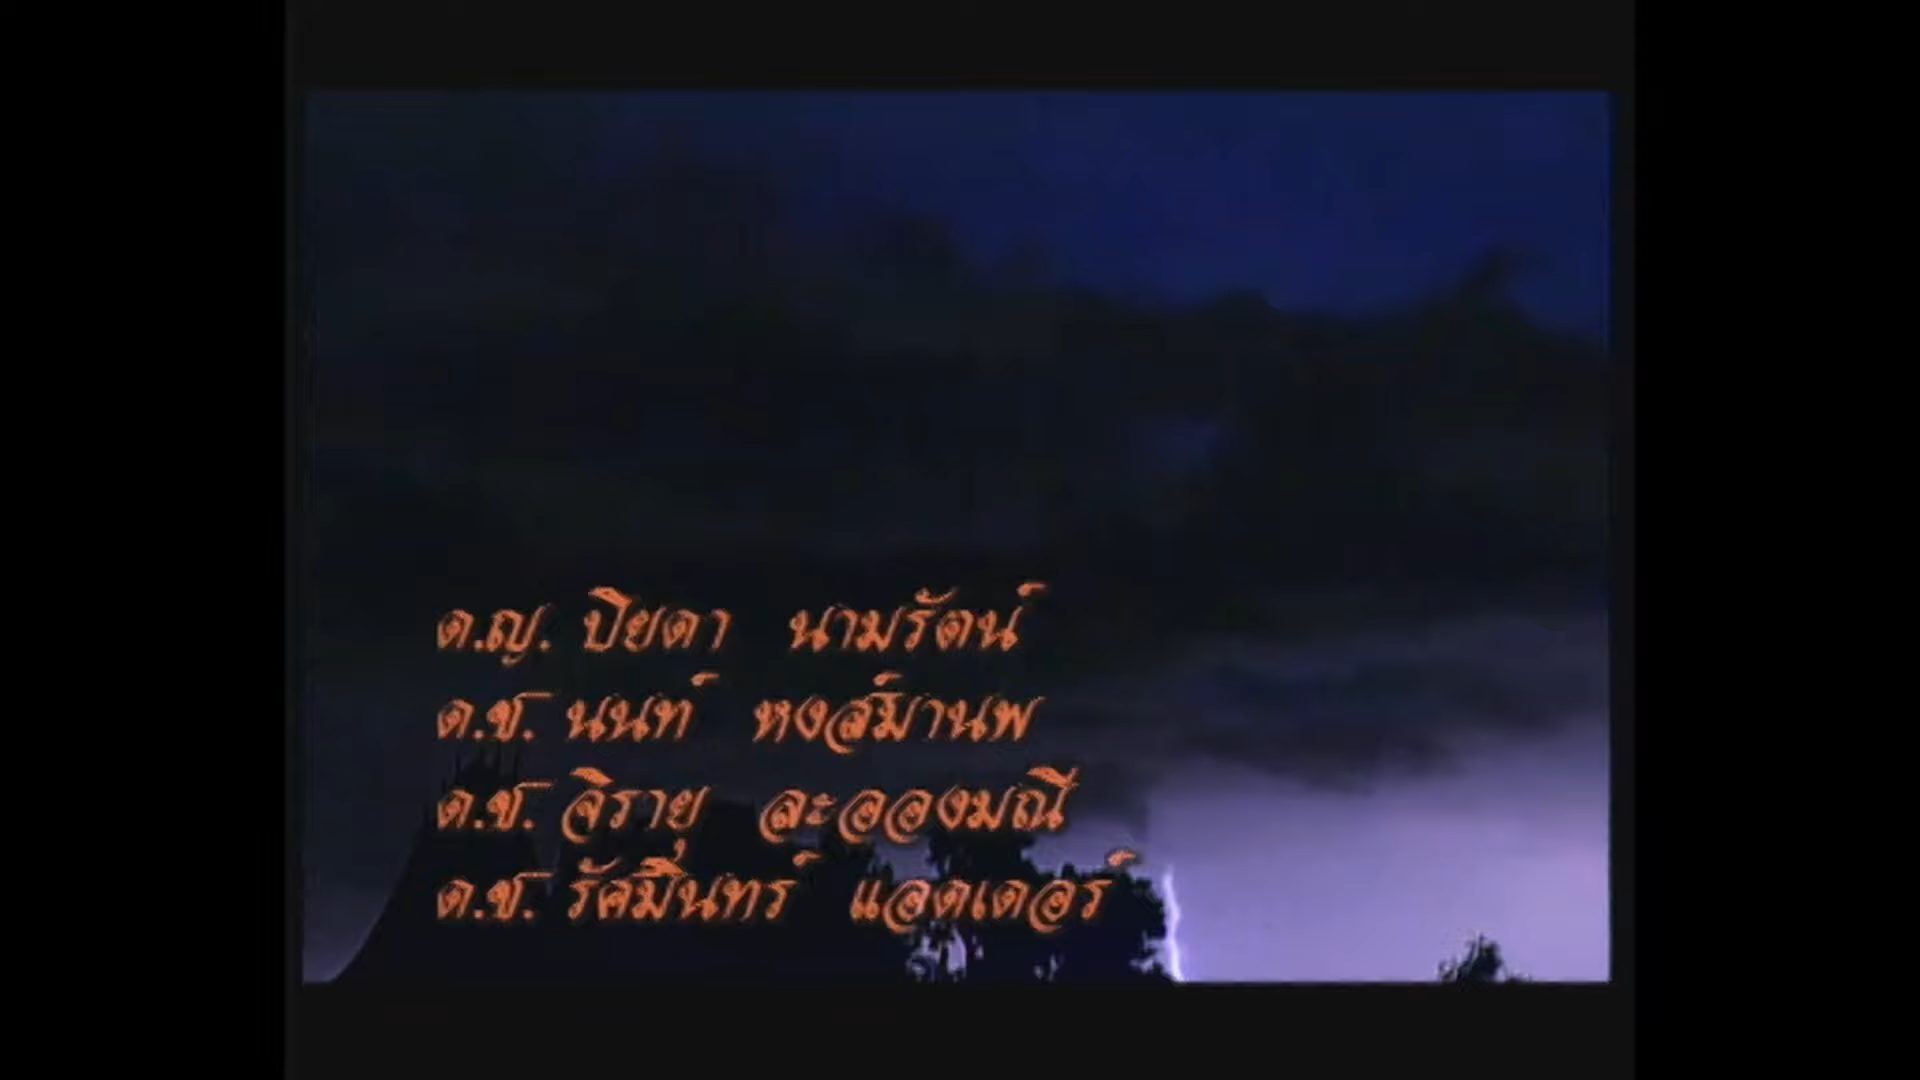 ด.ญ. ปิยดา นามรัตน์
ด.ช. นนท์ หงส์มานพ
ด.ช. จิรายุ ละอองมณี
ด.ช. รัศมินทร์ แอดเดอร์